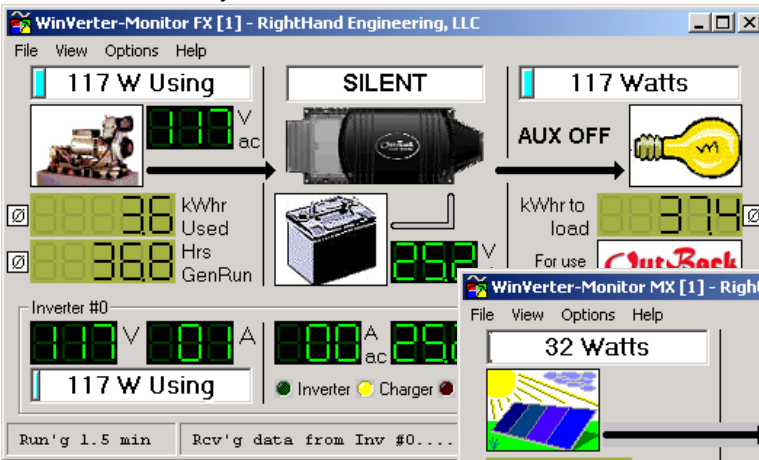 WinVerter-Monitor FX [1] - RightHand Engineering, LLC
File View Options Help
117 W Using
SILENT
117 Watts
117 V ac
AUX OFF
OutBack
3.6 kWhr Used
kWhr to load 37.4
36.8 Hrs GenRun
25.2 V
For use
OutBack
Inverter #0
117 V 01 A
00 A ac
117 W Using
Inverter Charger
Run'g 1.5 min
Rcv'g data from Inv #0....
WinVerter-Monitor MX [1] - Right
File View Options Help
32 Watts